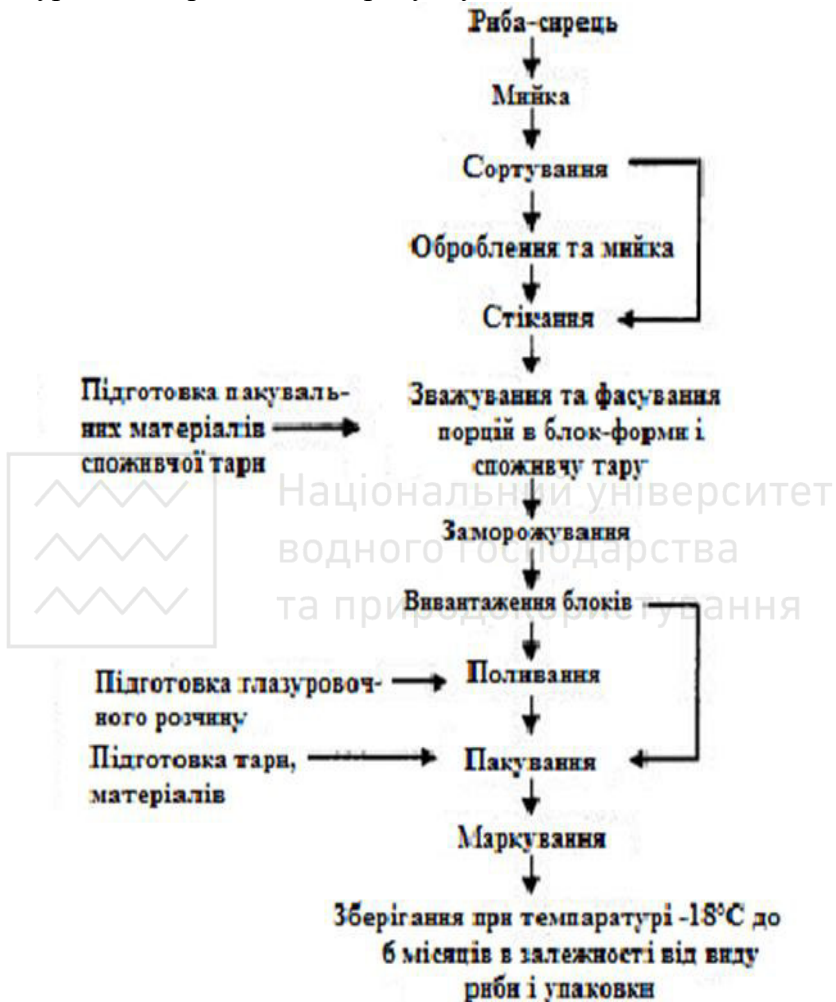 Риба-сирець
Мийка
Сортування
Оброблення та мийка
Стікання
Підготовка пакуваль-
них матеріалів
споживчої тари
Зважування та фасування
порцій в блок-форми і
споживчу тару
Національний університет
водного господарства
та природокористування
Заморожування
Вивантаження блоків
Підготовка глазуровоч-
ного розчину
Поливання
Підготовка тари,
матеріалів
Пакування
Маркування
Зберігання при темпаратурі -18°С до
6 місяців в залежності від виду
риби і упаковки